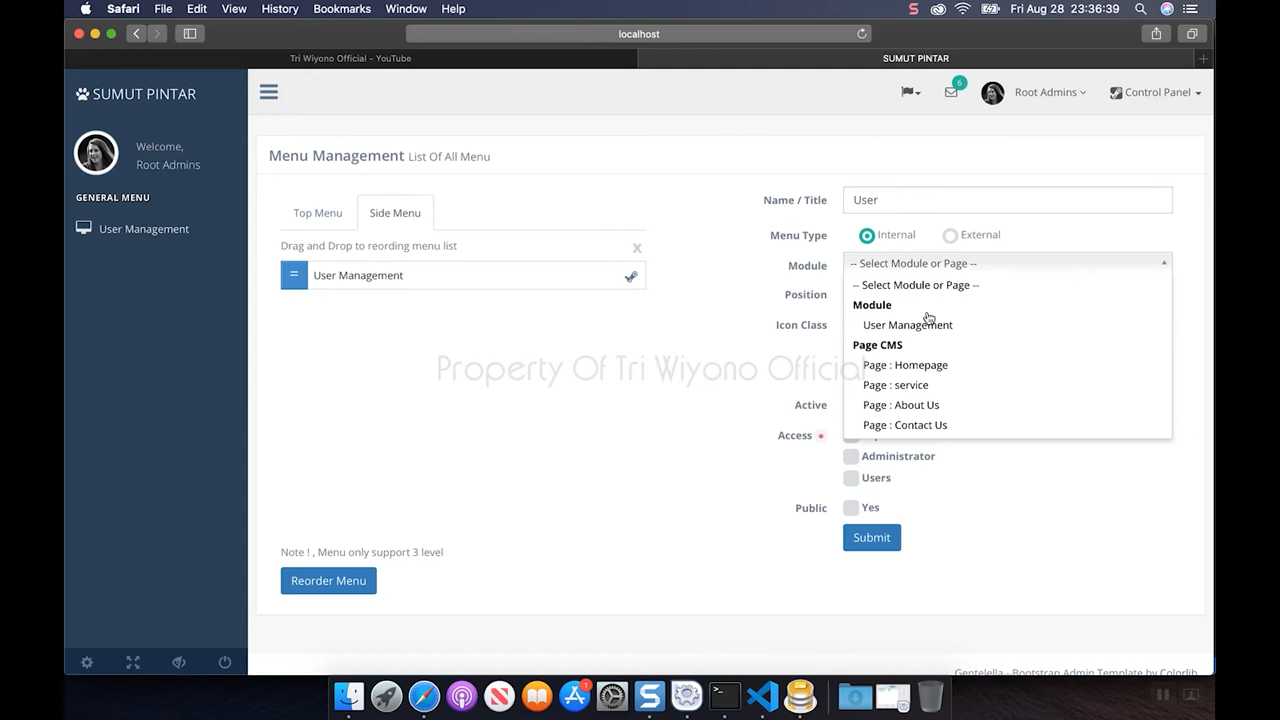 Safari File Edit View History Bookmarks Window Help Fri Aug 28 23:36:39
localhost
Tri Wiyono Official - YouTube SUMUT PINTAR
SUMUT PINTAR
6
Root Admins Control Panel
Welcome,
Root Admins
GENERAL MENU
User Management
Menu Management List Of All Menu
Top Menu Side Menu
Drag and Drop to reording menu list x
= User Management
Note ! , Menu only support 3 level
Reorder Menu
Name / Title User
Menu Type Internal External
Module -- Select Module or Page --
-- Select Module or Page --
Position
Module
Icon Class
User Management
Page CMS
Page : Homepage
Page : service
Active
Page : About Us
Page : Contact Us
Access *
Administrator
Users
Public Yes
Submit
Property Of Tri Wiyono Official
Gentelella - Bootstrap Admin Template by Colorlib
1